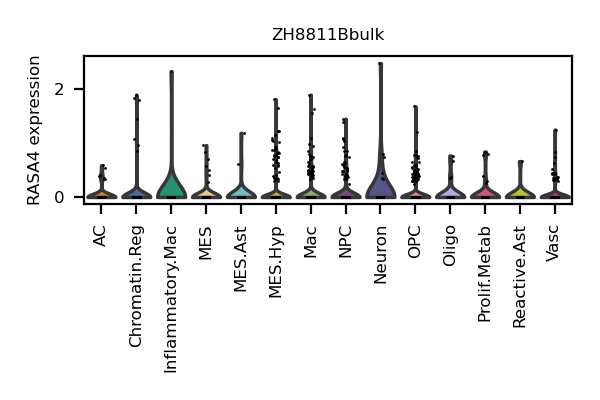 ZH8811Bbulk
RASA4 expression
2
0
AC
Chromatin.Reg
Inflammatory.Mac
MES
MES.Ast
MES.Hyp
Mac
NPC
Neuron
OPC
Oligo
Prolif.Metab
Reactive.Ast
Vasc